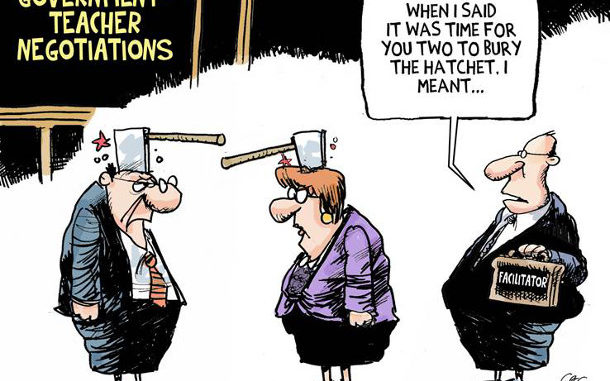 GOVERNMENT
TEACHER
NEGOTIATIONS
WHEN I SAID
IT WAS TIME FOR
YOU TWO TO BURY
THE HATCHET, I
MEANT...
FACILITATOR